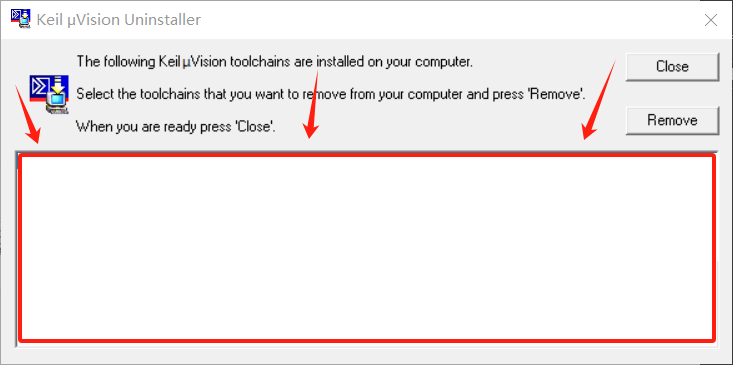 Keil µVision Uninstaller
The following Keil µVision toolchains are installed on your computer.
Close
Select the toolchains that you want to remove from your computer and press 'Remove'.
Remove
When you are ready press 'Close'.